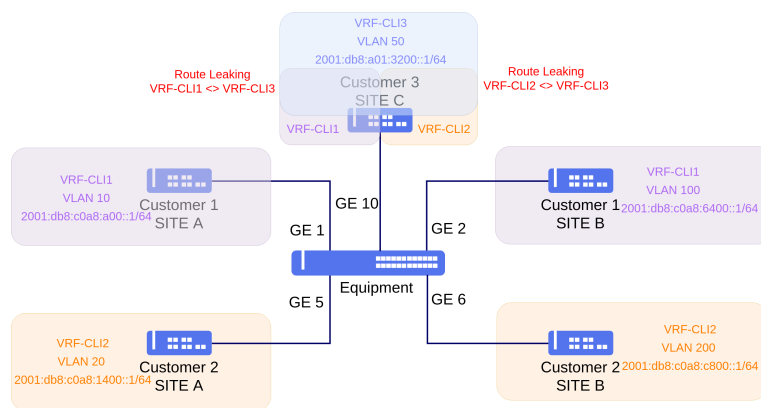 VRF-CLI3
VLAN 50
2001:db8:a01:3200::1/64
Route Leaking
VRF-CLI1 <> VRF-CLI3
Route Leaking
VRF-CLI2 <> VRF-CLI3
Customer 3
SITE C
VRF-CLI1
VRF-CLI2
VRF-CLI1
VLAN 10
2001:db8:c0a8:a00::1/64
Customer 1
SITE A
GE 10
GE 1
GE 2
VRF-CLI1
VLAN 100
2001:db8:c0a8:6400::1/64
Customer 1
SITE B
Equipment
GE 5
GE 6
VRF-CLI2
VLAN 20
2001:db8:c0a8:1400::1/64
Customer 2
SITE A
VRF-CLI2
VLAN 200
2001:db8:c0a8:c800::1/64
Customer 2
SITE B